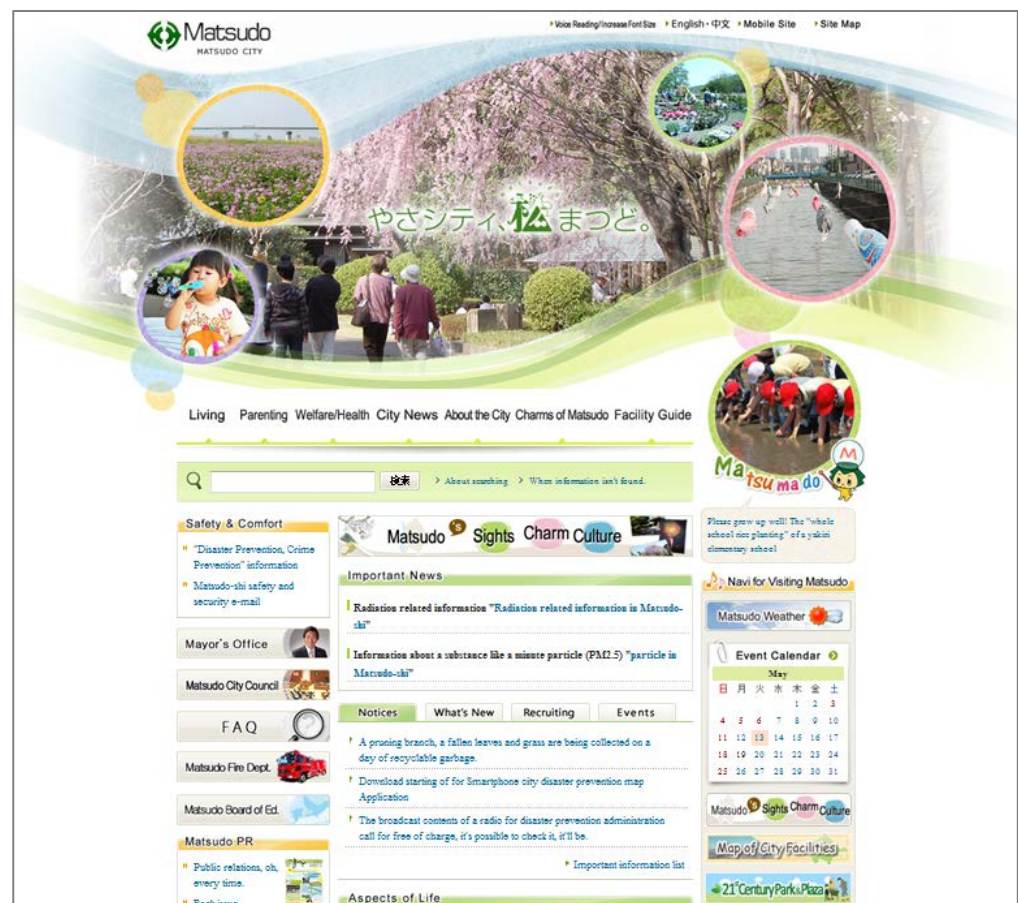 Matsudo
MATSUDO CITY
Voice Reading/Increase Font Size
English・中文
Mobile Site
Site Map
やさシティ、松まつど。
Living
Parenting
Welfare/Health
City News
About the City
Charms of Matsudo
Facility Guide
検索
About searching
When information isn't found.
Matsumado
M
Please grow up well! The "whole
school rice planting" of a yakiri
elementary school
Safety & Comfort
"Disaster Prevention, Crime
Prevention" information
Matsudo-shi safety and
security e-mail
Mayor's Office
Matsudo City Council
FAQ
Matsudo Fire Dept.
Matsudo Board of Ed.
Matsudo PR
Public relations, oh,
every time.
Matsudo's Sights Charm Culture
Important News
Radiation related information "Radiation related information in Matsudo-
shi"
Information about a substance like a minute particle (PM2.5) "particle in
Matsudo-shi"
Notices
What's New
Recruiting
Events
A pruning branch, a fallen leaves and grass are being collected on a
day of recyclable garbage.
Download starting of for Smartphone city disaster prevention map
Application
The broadcast contents of a radio for disaster prevention administration
call for free of charge, it's possible to check it, it'll be.
Important information list
Aspects of Life
Navi for Visiting Matsudo
Matsudo Weather
Event Calendar
May
日 月 火 水 木 金 土
1 2 3
4 5 6 7 8 9 10
11 12 13 14 15 16 17
18 19 20 21 22 23 24
25 26 27 28 29 30 31
Matsudo's Sights Charm Culture
Map of City Facilities
21st Century Park & Plaza